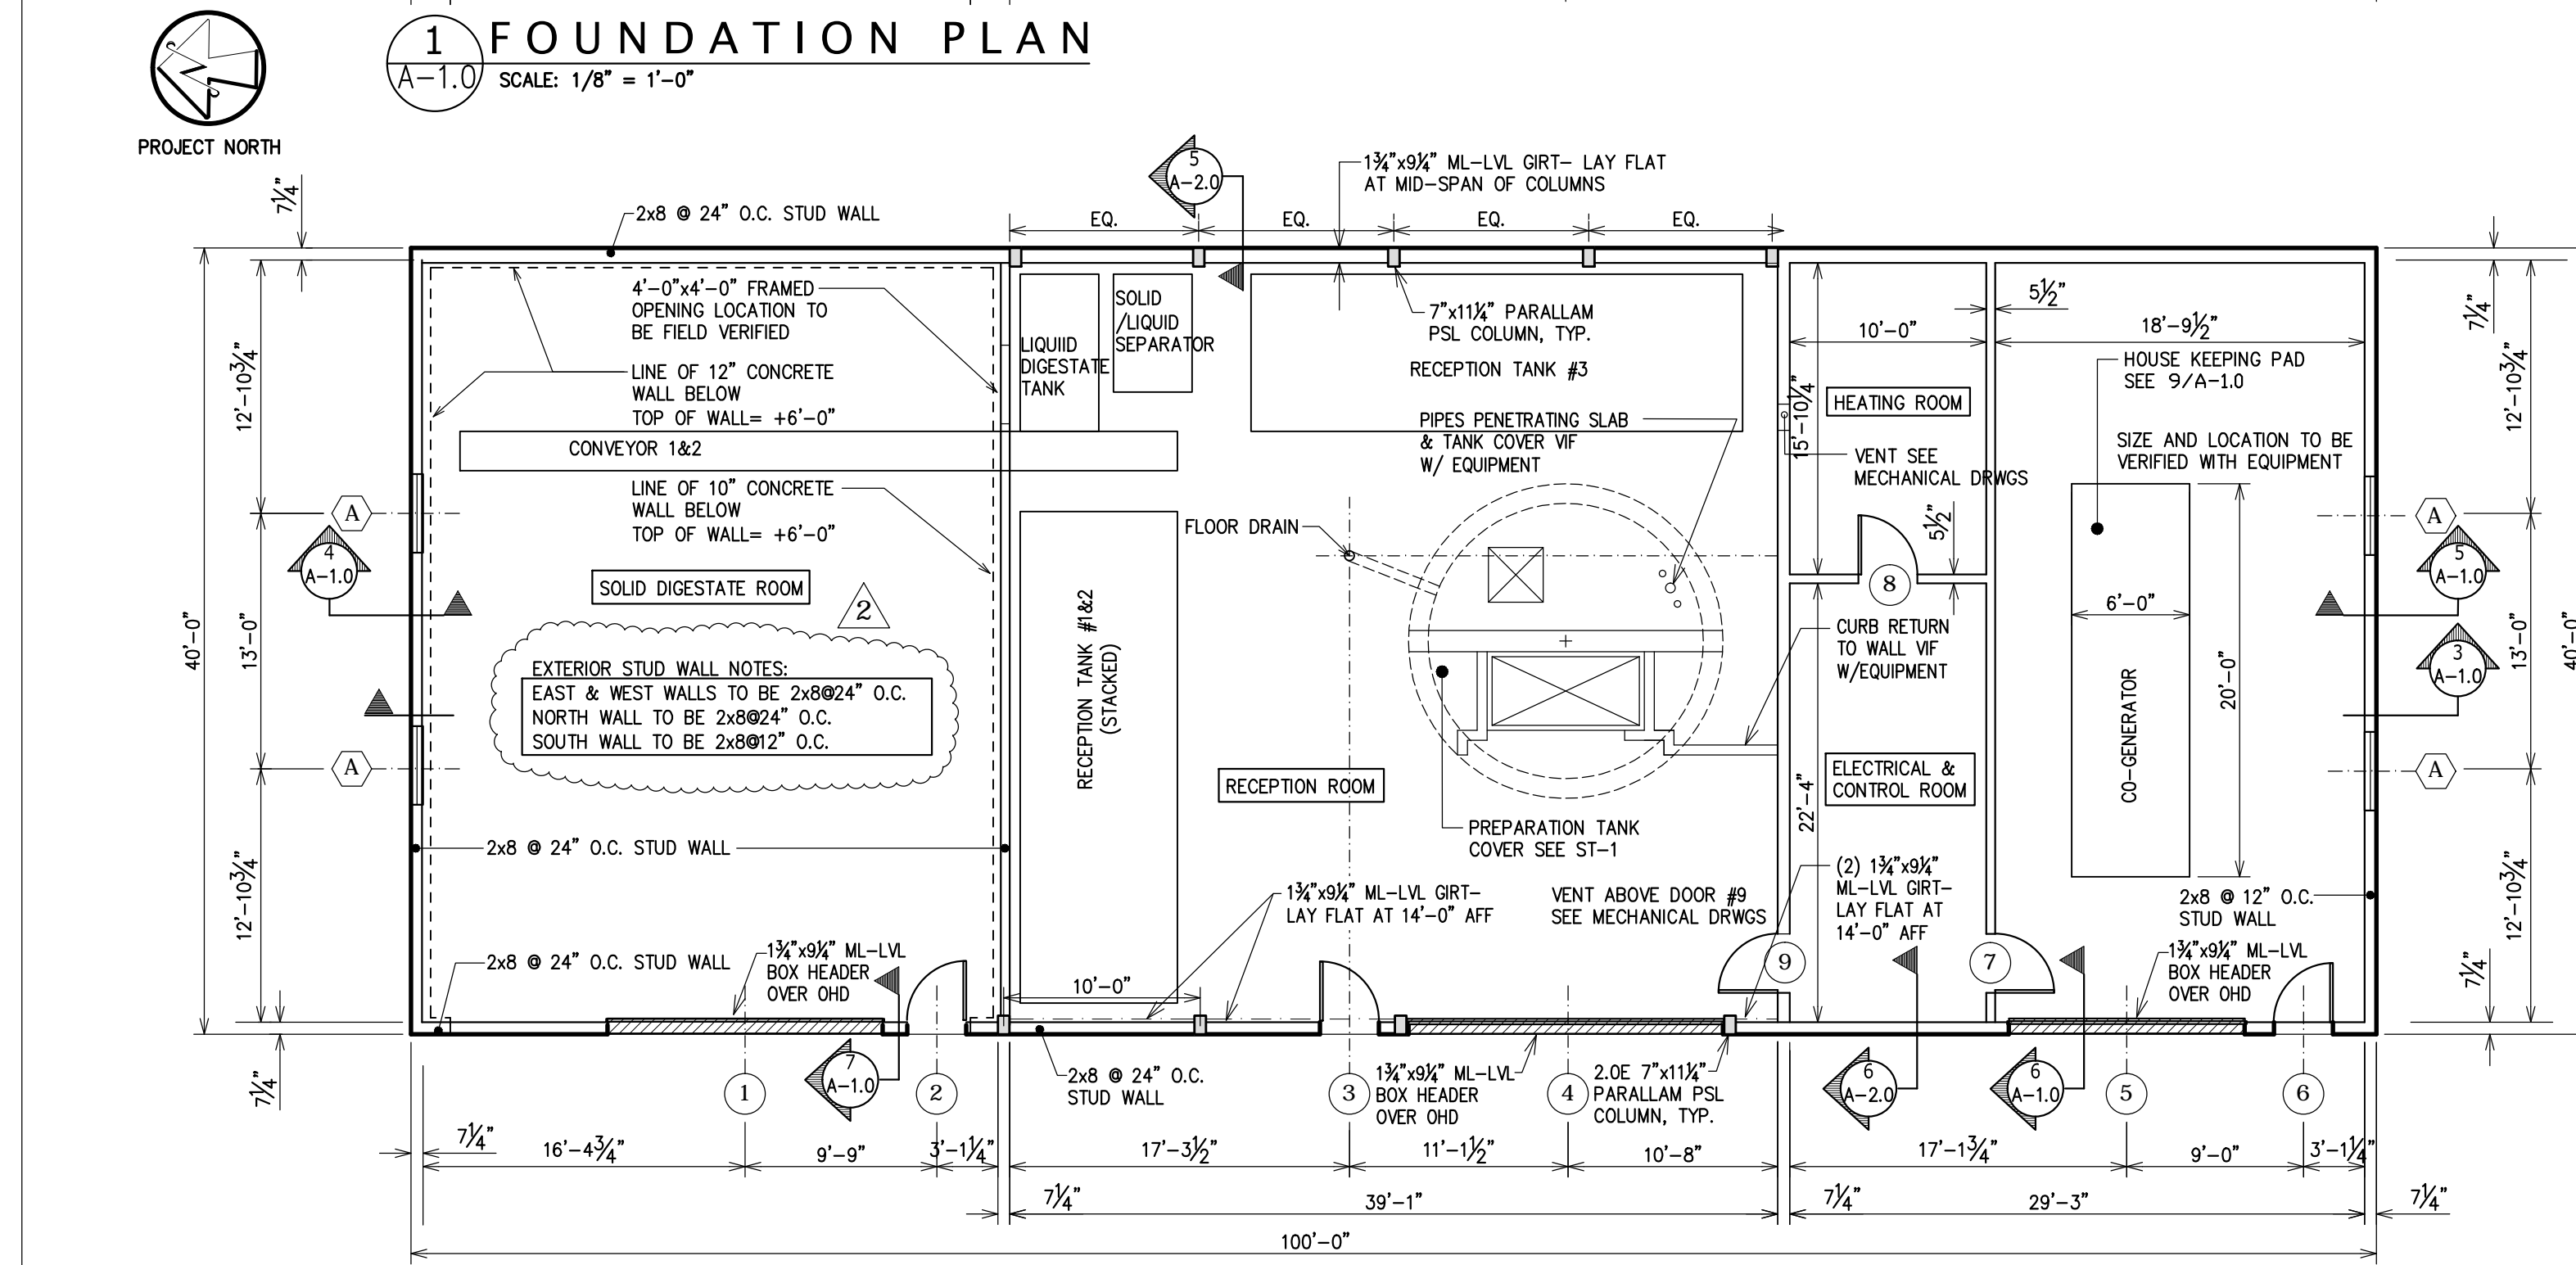 1
A-1.0
FOUNDATION PLAN
SCALE: 1/8" = 1'-0"
PROJECT NORTH
5
A-2.0
1¾"x9¼" ML-LVL GIRT- LAY FLAT
AT MID-SPAN OF COLUMNS
7¼"
2x8 @ 24" O.C. STUD WALL
EQ.
EQ.
EQ.
EQ.
7¼"
4'-0"x4'-0" FRAMED
OPENING LOCATION TO
BE FIELD VERIFIED
LINE OF 12" CONCRETE
WALL BELOW
TOP OF WALL= +6'-0"
CONVEYOR 1&2
LINE OF 10" CONCRETE
WALL BELOW
TOP OF WALL= +6'-0"
SOLID DIGESTATE ROOM
2
EXTERIOR STUD WALL NOTES:
EAST & WEST WALLS TO BE 2x8@24" O.C.
NORTH WALL TO BE 2x8@24" O.C.
SOUTH WALL TO BE 2x8@12" O.C.
2x8 @ 24" O.C. STUD WALL
2x8 @ 24" O.C. STUD WALL
1¾"x9¼" ML-LVL
BOX HEADER
OVER OHD
12'-10¾"
13'-0"
12'-10¾"
40'-0"
7¼"
A
A
4
A-1.0
LIQUIID
DIGESTATE
TANK
SOLID
/LIQUID
SEPARATOR
7"x11¼" PARALLAM
PSL COLUMN, TYP.
RECEPTION TANK #3
PIPES PENETRATING SLAB
& TANK COVER VIF
W/ EQUIPMENT
FLOOR DRAIN
RECEPTION TANK #1&2
(STACKED)
RECEPTION ROOM
PREPARATION TANK
COVER SEE ST-1
1¾"x9¼" ML-LVL GIRT-
LAY FLAT AT 14'-0" AFF
VENT ABOVE DOOR #9
SEE MECHANICAL DRWGS
10'-0"
10'-0"
5½"
18'-9½"
15'-10¼"
HEATING ROOM
VENT SEE
MECHANICAL DRWGS
5½"
8
CURB RETURN
TO WALL VIF
W/EQUIPMENT
ELECTRICAL &
CONTROL ROOM
22'-4"
(2) 1¾"x9¼"
ML-LVL GIRT-
LAY FLAT AT
14'-0" AFF
9
7
HOUSE KEEPING PAD
SEE 9/A-1.0
SIZE AND LOCATION TO BE
VERIFIED WITH EQUIPMENT
6'-0"
20'-0"
CO-GENERATOR
2x8 @ 12" O.C.
STUD WALL
1¾"x9¼" ML-LVL
BOX HEADER
OVER OHD
A
5
A-1.0
3
A-1.0
A
12'-10¾"
13'-0"
12'-10¾"
40'-0"
7¼"
1
7
A-1.0
2
2x8 @ 24" O.C.
STUD WALL
3
1¾"x9¼" ML-LVL
BOX HEADER
OVER OHD
4
2.0E 7"x11¼"
PARALLAM PSL
COLUMN, TYP.
6
A-2.0
6
A-1.0
5
6
7¼"
16'-4¾"
9'-9"
3'-1¼"
17'-3½"
11'-1½"
10'-8"
17'-1¾"
9'-0"
3'-1¼"
7¼"
39'-1"
7¼"
29'-3"
7¼"
100'-0"